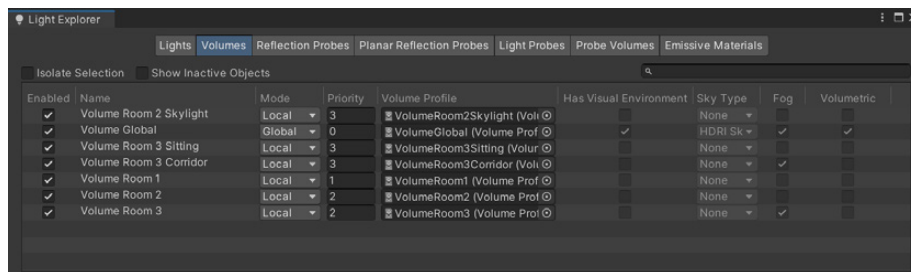 Light Explorer
Lights Volumes Reflection Probes Planar Reflection Probes Light Probes Probe Volumes Emissive Materials
Isolate Selection Show Inactive Objects
Enabled Name Mode Priority Volume Profile Has Visual Environment Sky Type Fog Volumetric
Volume Room 2 Skylight Local 3 VolumeRoom2Skylight (Volu None
Volume Global Global 0 VolumeGlobal (Volume Prof HDRI Sk
Volume Room 3 Sitting Local 3 VolumeRoom3Sitting (Volur None
Volume Room 3 Corridor Local 3 VolumeRoom3Corridor (Volu None
Volume Room 1 Local 1 VolumeRoom1 (Volume Prof None
Volume Room 2 Local 2 VolumeRoom2 (Volume Prof None
Volume Room 3 Local 2 VolumeRoom3 (Volume Prof None